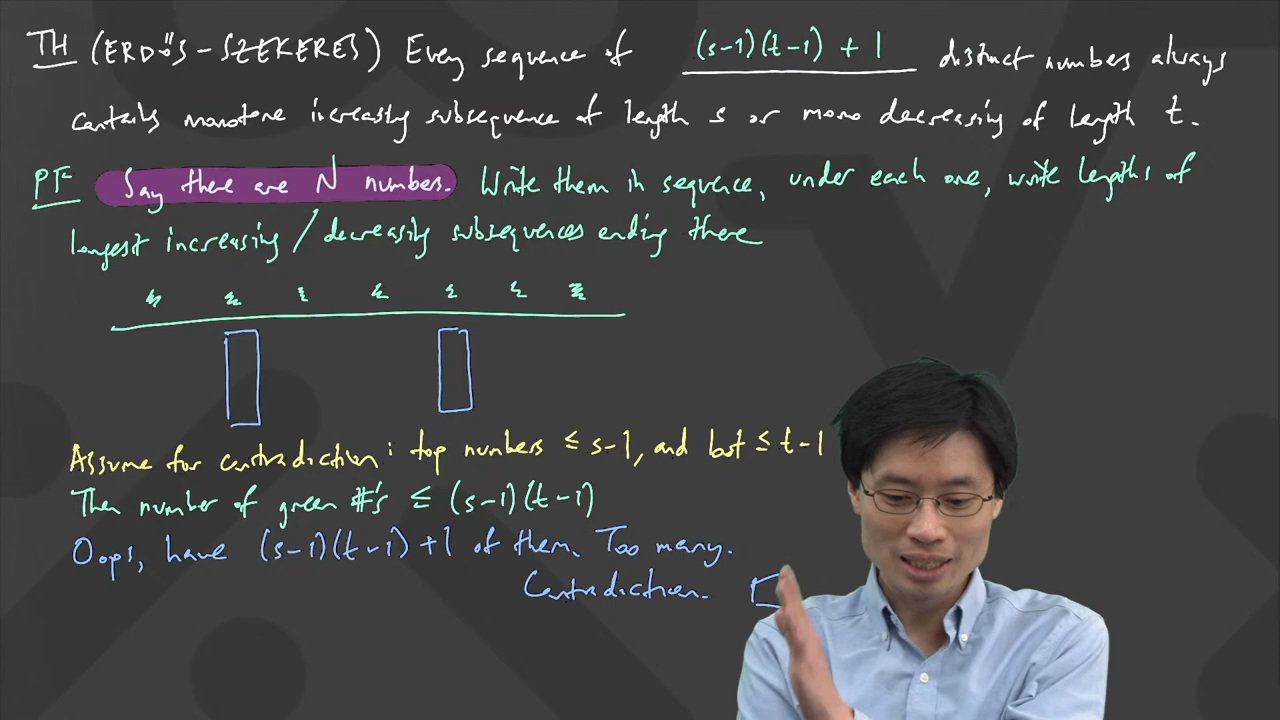 TH (ERDŐS-SZEKERES) Every sequence of (s-1)(t-1) + 1 distinct numbers always
contains monotone increasing subsequence of length s or mono decreasing of length t.
PF Say there are N numbers. Write them in sequence, under each one, write lengths of
longest increasing / decreasing subsequences ending there
Assume for contradiction: top numbers ≤ s-1, and bot ≤ t-1
Then number of green #'s ≤ (s-1)(t-1)
Oops, have (s-1)(t-1)+1 of them. Too many.
Contradiction.